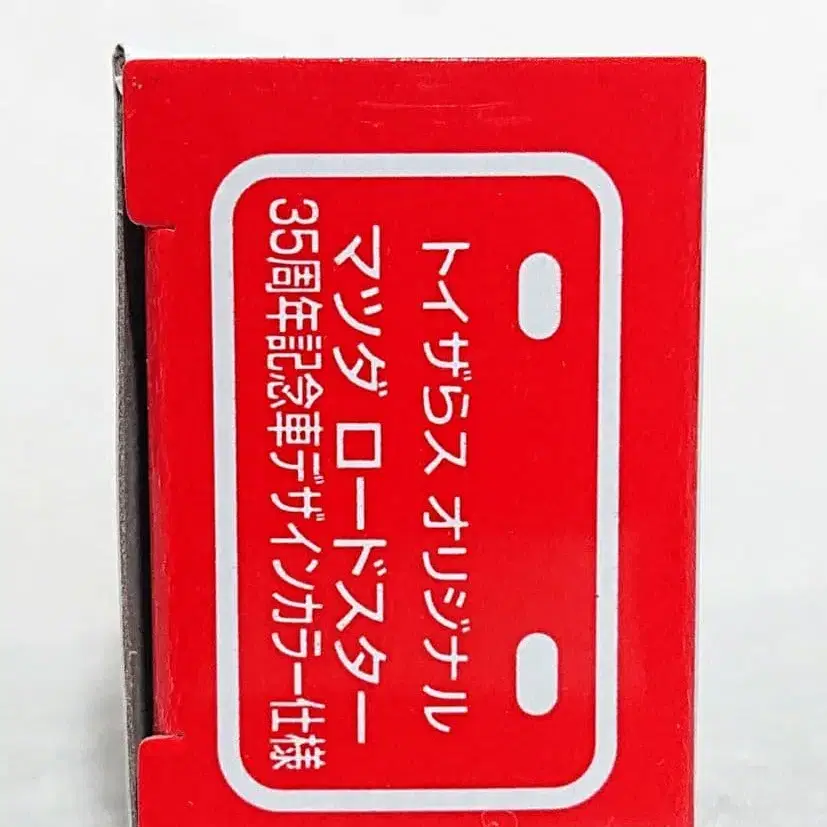 トイザらス オリジナル
マツダ ロードスター
35周年記念車デザインカラー仕様